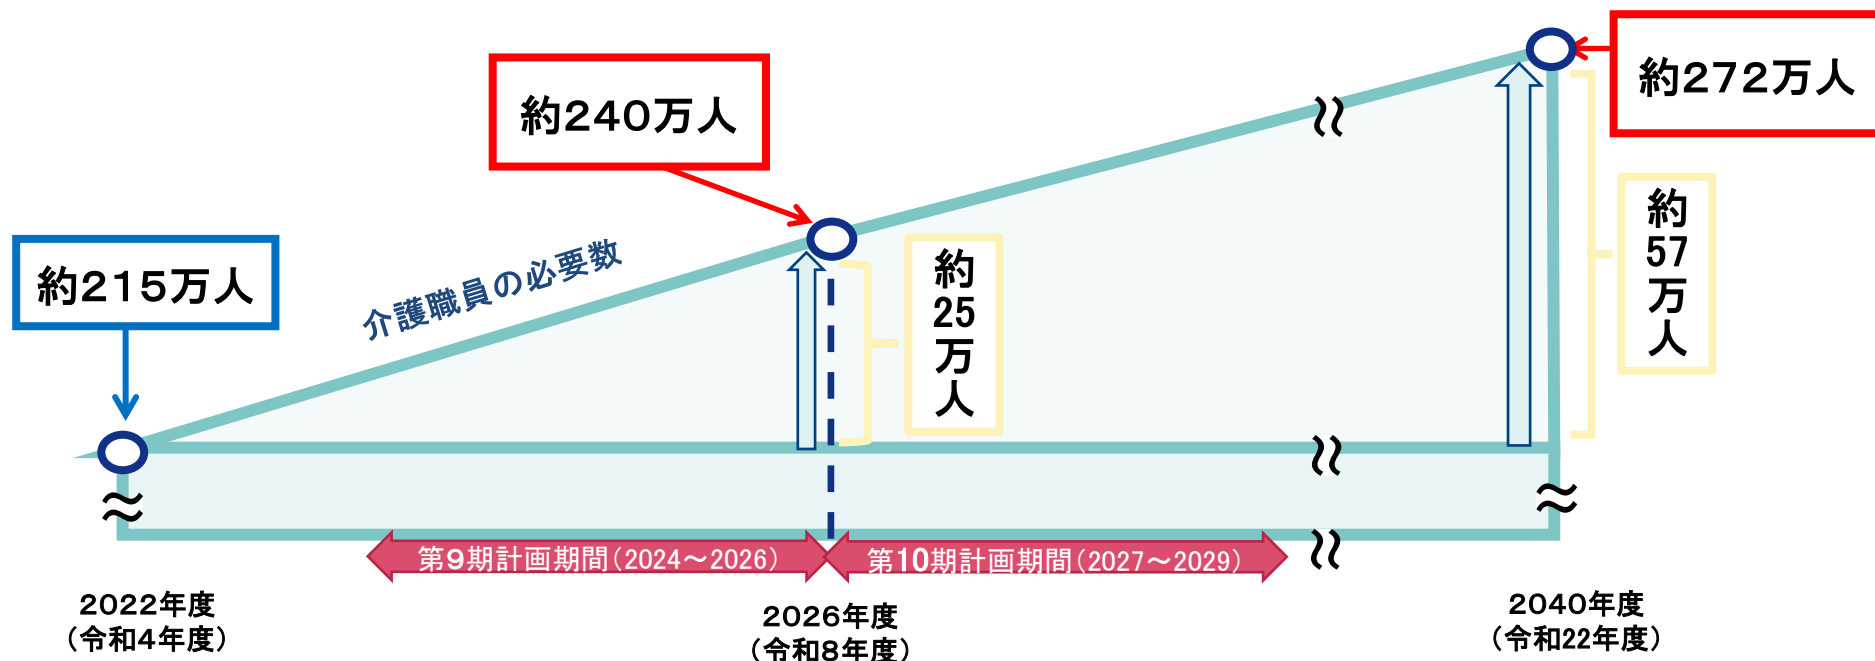 約272万人
約240万人
約215万人
介護職員の必要数
約25万人
約57万人
第9期計画期間(2024～2026)
第10期計画期間(2027～2029)
2022年度
(令和4年度)
2026年度
(令和8年度)
2040年度
(令和22年度)